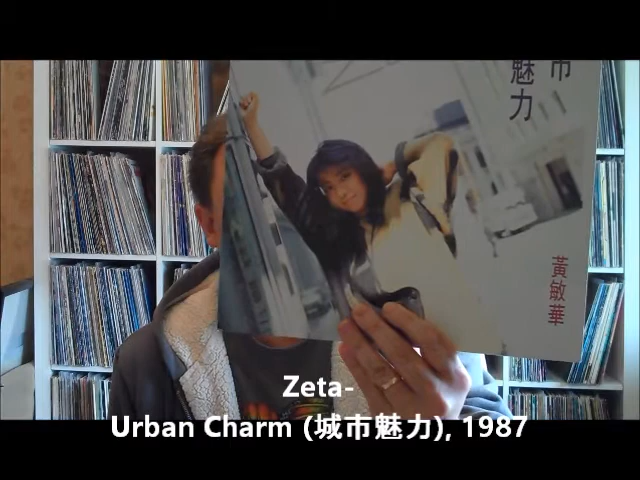 市
魅力
黃敏華
Zeta-
Urban Charm (城市魅力), 1987